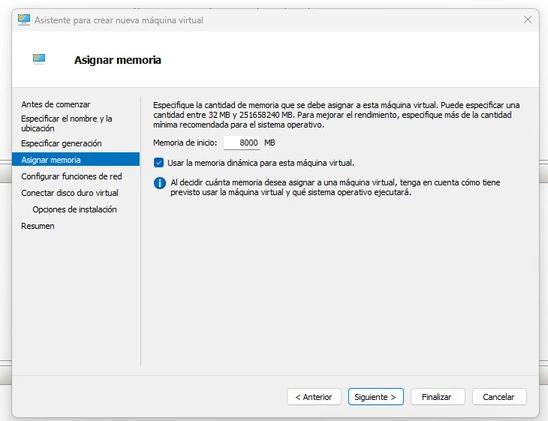 Asistente para crear nueva máquina virtual
Asignar memoria
Antes de comenzar
Especificar el nombre y la
ubicación
Especificar generación
Asignar memoria
Configurar funciones de red
Conectar disco duro virtual
Opciones de instalación
Resumen
Especifique la cantidad de memoria que se debe asignar a esta máquina virtual. Puede especificar una
cantidad entre 32 MB y 251658240 MB. Para mejorar el rendimiento, especifique más de la cantidad
mínima recomendada para el sistema operativo.
Memoria de inicio: 8000 MB
Usar la memoria dinámica para esta máquina virtual.
Al decidir cuánta memoria desea asignar a una máquina virtual, tenga en cuenta cómo tiene
previsto usar la máquina virtual y qué sistema operativo ejecutará.
< Anterior
Siguiente >
Finalizar
Cancelar